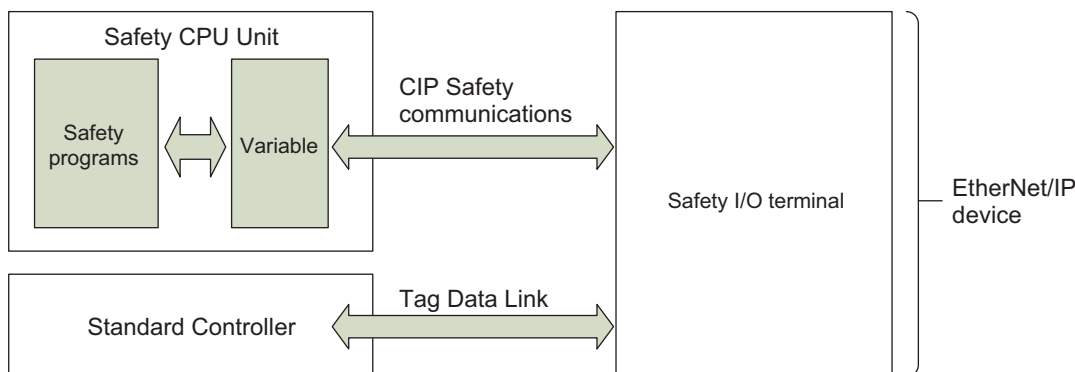 Safety CPU Unit
Safety
programs
Variable
CIP Safety
communications
Safety I/O terminal
EtherNet/IP
device
Standard Controller
Tag Data Link